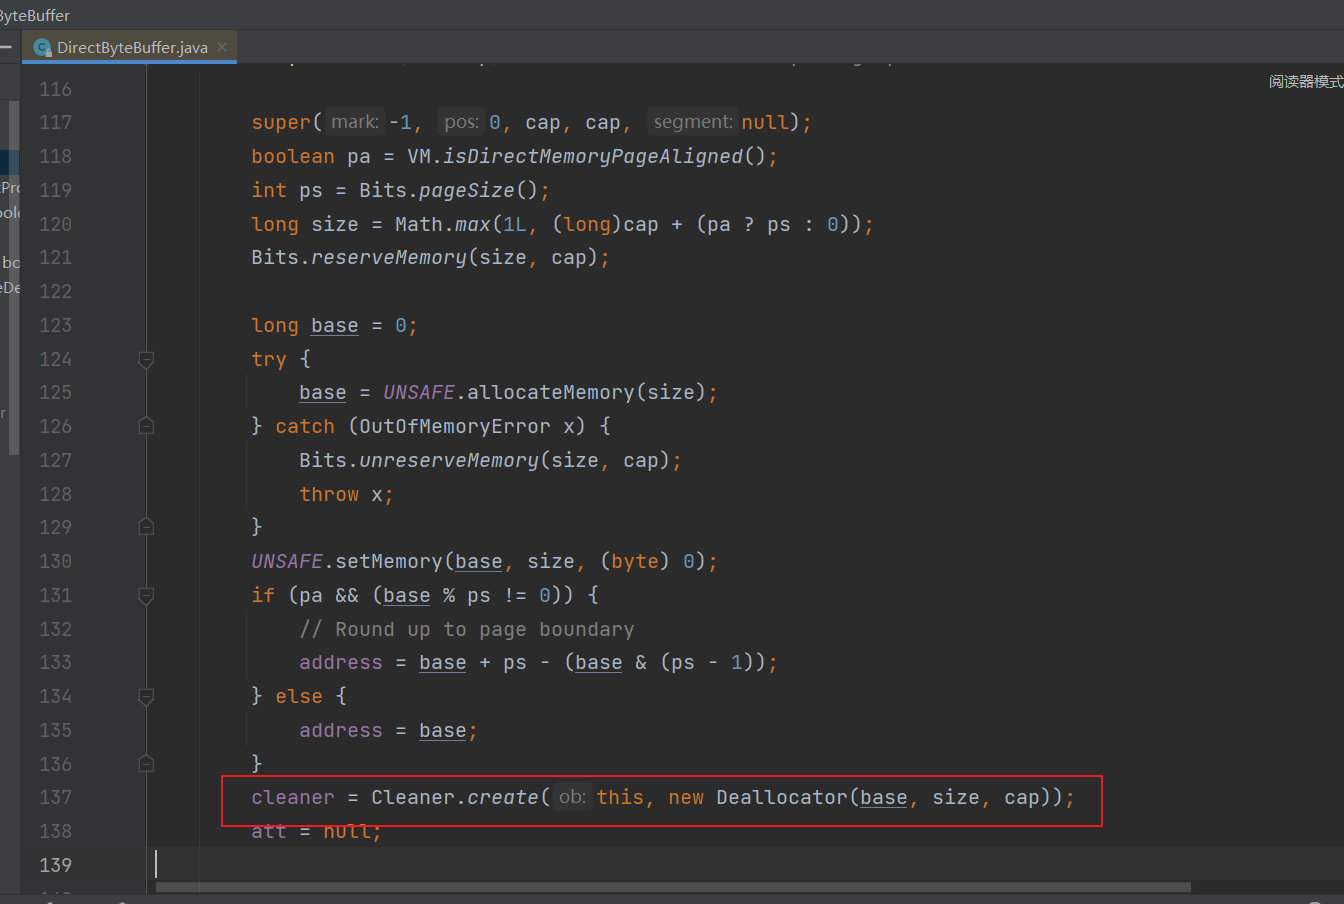 ByteBuffer
DirectByteBuffer.java
阅读器模式
116
117 super( mark: -1, pos: 0, cap, cap, segment: null);
118 boolean pa = VM.isDirectMemoryPageAligned();
119 int ps = Bits.pageSize();
120 long size = Math.max(1L, (long)cap + (pa ? ps : 0));
121 Bits.reserveMemory(size, cap);
122
123 long base = 0;
124 try {
125 base = UNSAFE.allocateMemory(size);
126 } catch (OutOfMemoryError x) {
127 Bits.unreserveMemory(size, cap);
128 throw x;
129 }
130 UNSAFE.setMemory(base, size, (byte) 0);
131 if (pa && (base % ps != 0)) {
132 // Round up to page boundary
133 address = base + ps - (base & (ps - 1));
134 } else {
135 address = base;
136 }
137 cleaner = Cleaner.create( ob: this, new Deallocator(base, size, cap));
138 att = null;
139